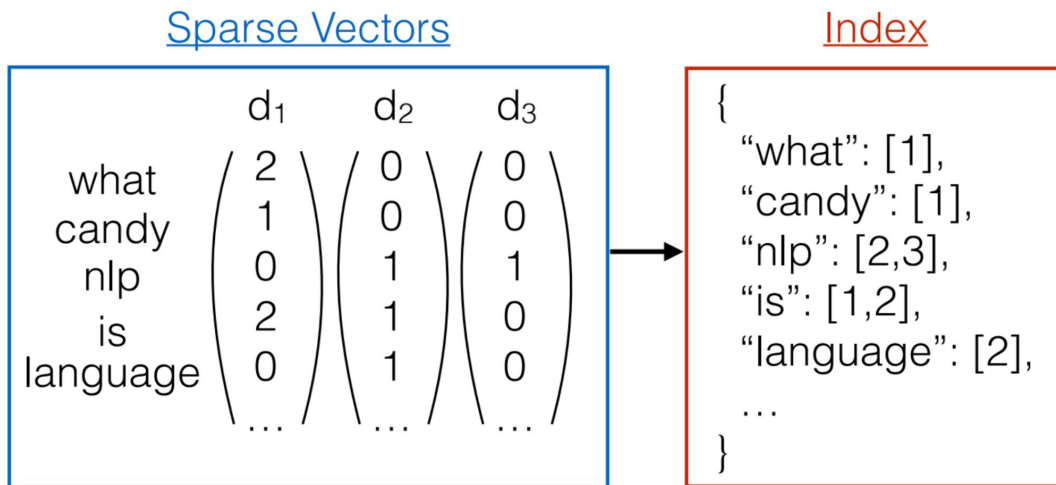 Sparse Vectors
d₁ d₂ d₃
what 2 0 0
candy 1 0 0
nlp 0 1 1
is 2 1 0
language 0 1 0
... ... ...
Index
{
“what”: [1],
“candy”: [1],
“nlp”: [2,3],
“is”: [1,2],
“language”: [2],
...
}